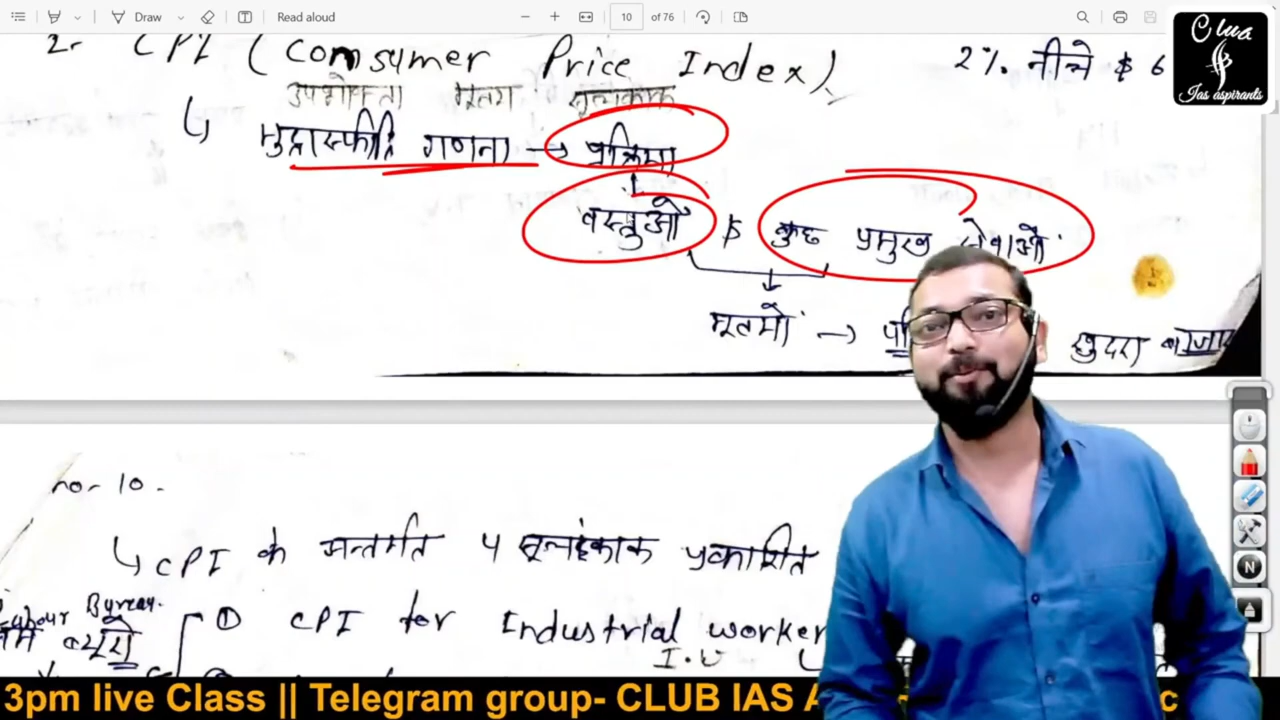 Draw
Read aloud
10 of 76
Club
Ias aspirants
2. CPI (Consumer Price Index)
2% नीचे $ 6
उपभोक्ता मूल्य सूचकांक
मुद्रास्फीति गणना → प्रक्रिया
वस्तुओं $ कुछ प्रमुख सेवाओं
→ खुदरा
no- 10 -
CPI के अन्तर्गत 4 प्रकाशित
Labour Bureau
① CPI for Industrial worker
N
3pm live Class || Telegram group- CLUB IAS A